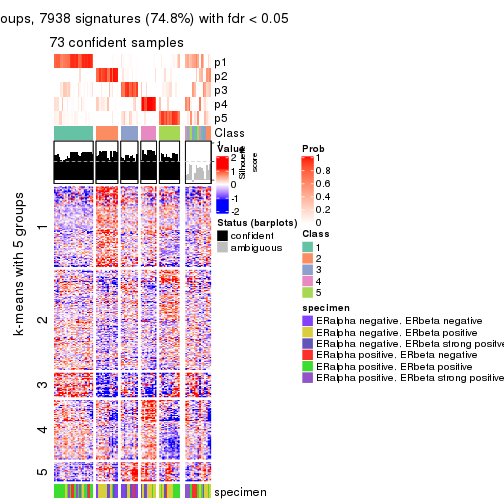 oups, 7938 signatures (74.8%) with fdr < 0.05
73 confident samples
p1
p2
p3
p4
p5
Class
1
Silhouette
score
k-means with 5 groups
1
2
3
4
5
specimen
Value
2
1
0
-1
-2
Status (barplots)
confident
ambiguous
Prob
1
0.8
0.6
0.4
0.2
0
Class
1
2
3
4
5
specimen
ERalpha negative. ERbeta negative
ERalpha negative. ERbeta positive
ERalpha negative. ERbeta strong positive
ERalpha positive. ERbeta negative
ERalpha positive. ERbeta positive
ERalpha positive. ERbeta strong positive